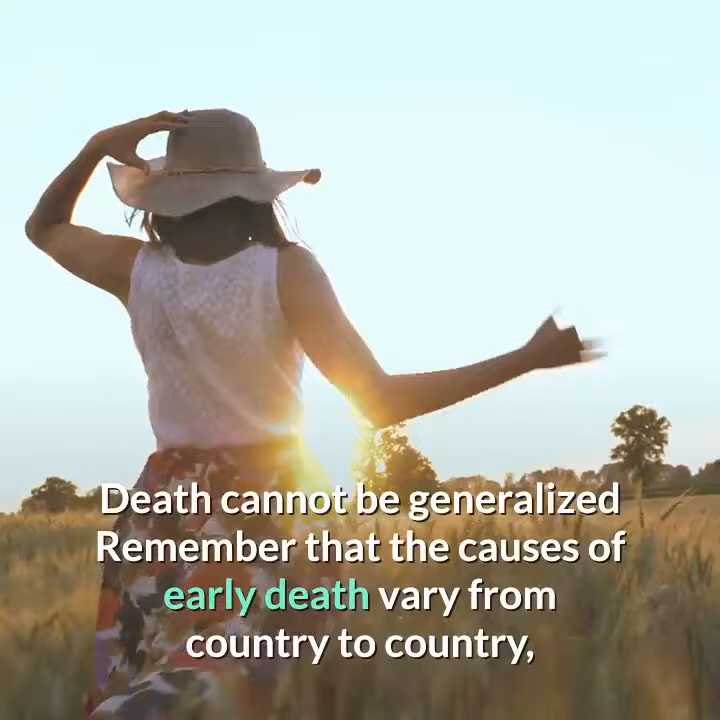 Death cannot be generalized
Remember that the causes of
early death vary from
country to country,